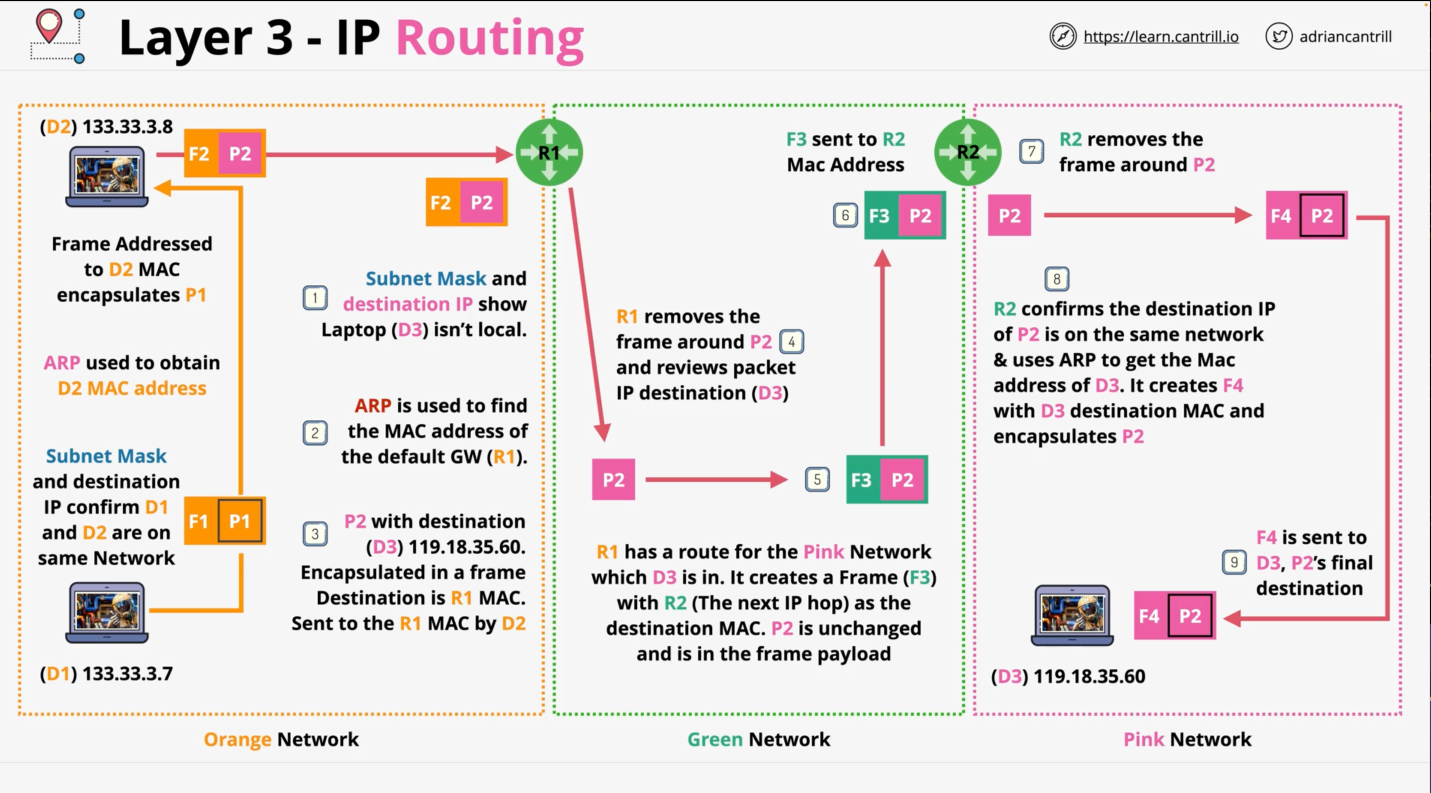 Layer 3 - IP Routing
https://learn.cantrill.io
adriancantrill
(D2) 133.33.3.8
F2 P2
R1
F2 P2
Frame Addressed
to D2 MAC
encapsulates P1
ARP used to obtain
D2 MAC address
Subnet Mask
and destination
IP confirm D1
and D2 are on
same Network
F1 P1
(D1) 133.33.3.7
1
Subnet Mask and
destination IP show
Laptop (D3) isn't local.
2
ARP is used to find
the MAC address of
the default GW (R1).
3
P2 with destination
(D3) 119.18.35.60.
Encapsulated in a frame
Destination is R1 MAC.
Sent to the R1 MAC by D2
Orange Network
F3 sent to R2
Mac Address
R2
6
F3 P2
R1 removes the
frame around P2 4
and reviews packet
IP destination (D3)
P2
5
F3 P2
R1 has a route for the Pink Network
which D3 is in. It creates a Frame (F3)
with R2 (The next IP hop) as the
destination MAC. P2 is unchanged
and is in the frame payload
Green Network
7
R2 removes the
frame around P2
P2
F4 P2
8
R2 confirms the destination IP
of P2 is on the same network
& uses ARP to get the Mac
address of D3. It creates F4
with D3 destination MAC and
encapsulates P2
9
F4 is sent to
D3, P2's final
destination
F4 P2
(D3) 119.18.35.60
Pink Network